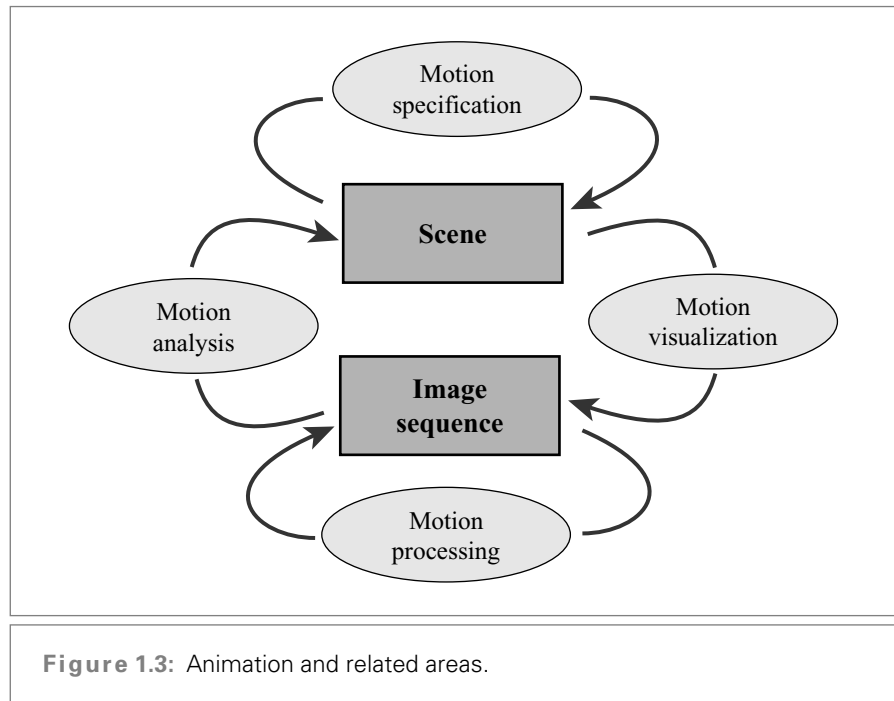 Motion
specification
Scene
Motion
analysis
Motion
visualization
Image
sequence
Motion
processing
Figure 1.3: Animation and related areas.